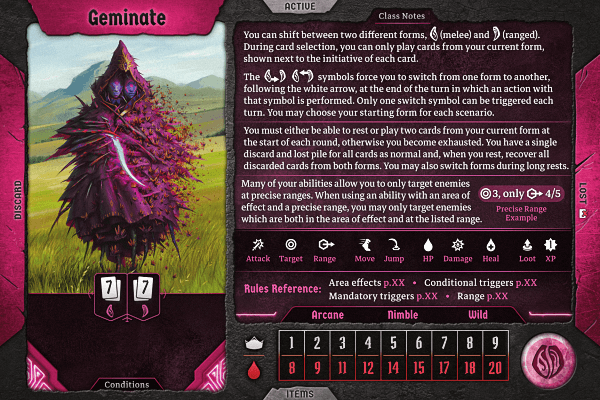 Geminate
ACTIVE
Class Notes
You can shift between two different forms, (melee) and (ranged).
During card selection, you can only play cards from your current form,
shown next to the initiative of each card.
The symbols force you to switch from one form to another,
following the white arrow, at the end of the turn in which an action with
that symbol is performed. Only one switch symbol can be triggered each
turn. You may choose your starting form for each scenario.
You must either be able to rest or play two cards from your current form at
the start of each round, otherwise you become exhausted. You have a single
discard and lost pile for all cards as normal and, when you rest, recover all
discarded cards from both forms. You may also switch forms during long rests.
Many of your abilities allow you to only target enemies
at precise ranges. When using an ability with an area of
effect and a precise range, you may only target enemies
which are both in the area of effect and at the listed range.
3, only 4/5
Precise Range
Example
DISCARD
LOST
Attack Target Range Move Jump HP Damage Heal Loot XP
Rules Reference: Area effects p.XX • Conditional triggers p.XX
Mandatory triggers p.XX • Range p.XX
Arcane Nimble Wild
7 7
1 2 3 4 5 6 7 8 9
8 9 11 12 14 15 17 18 20
Conditions
ITEMS